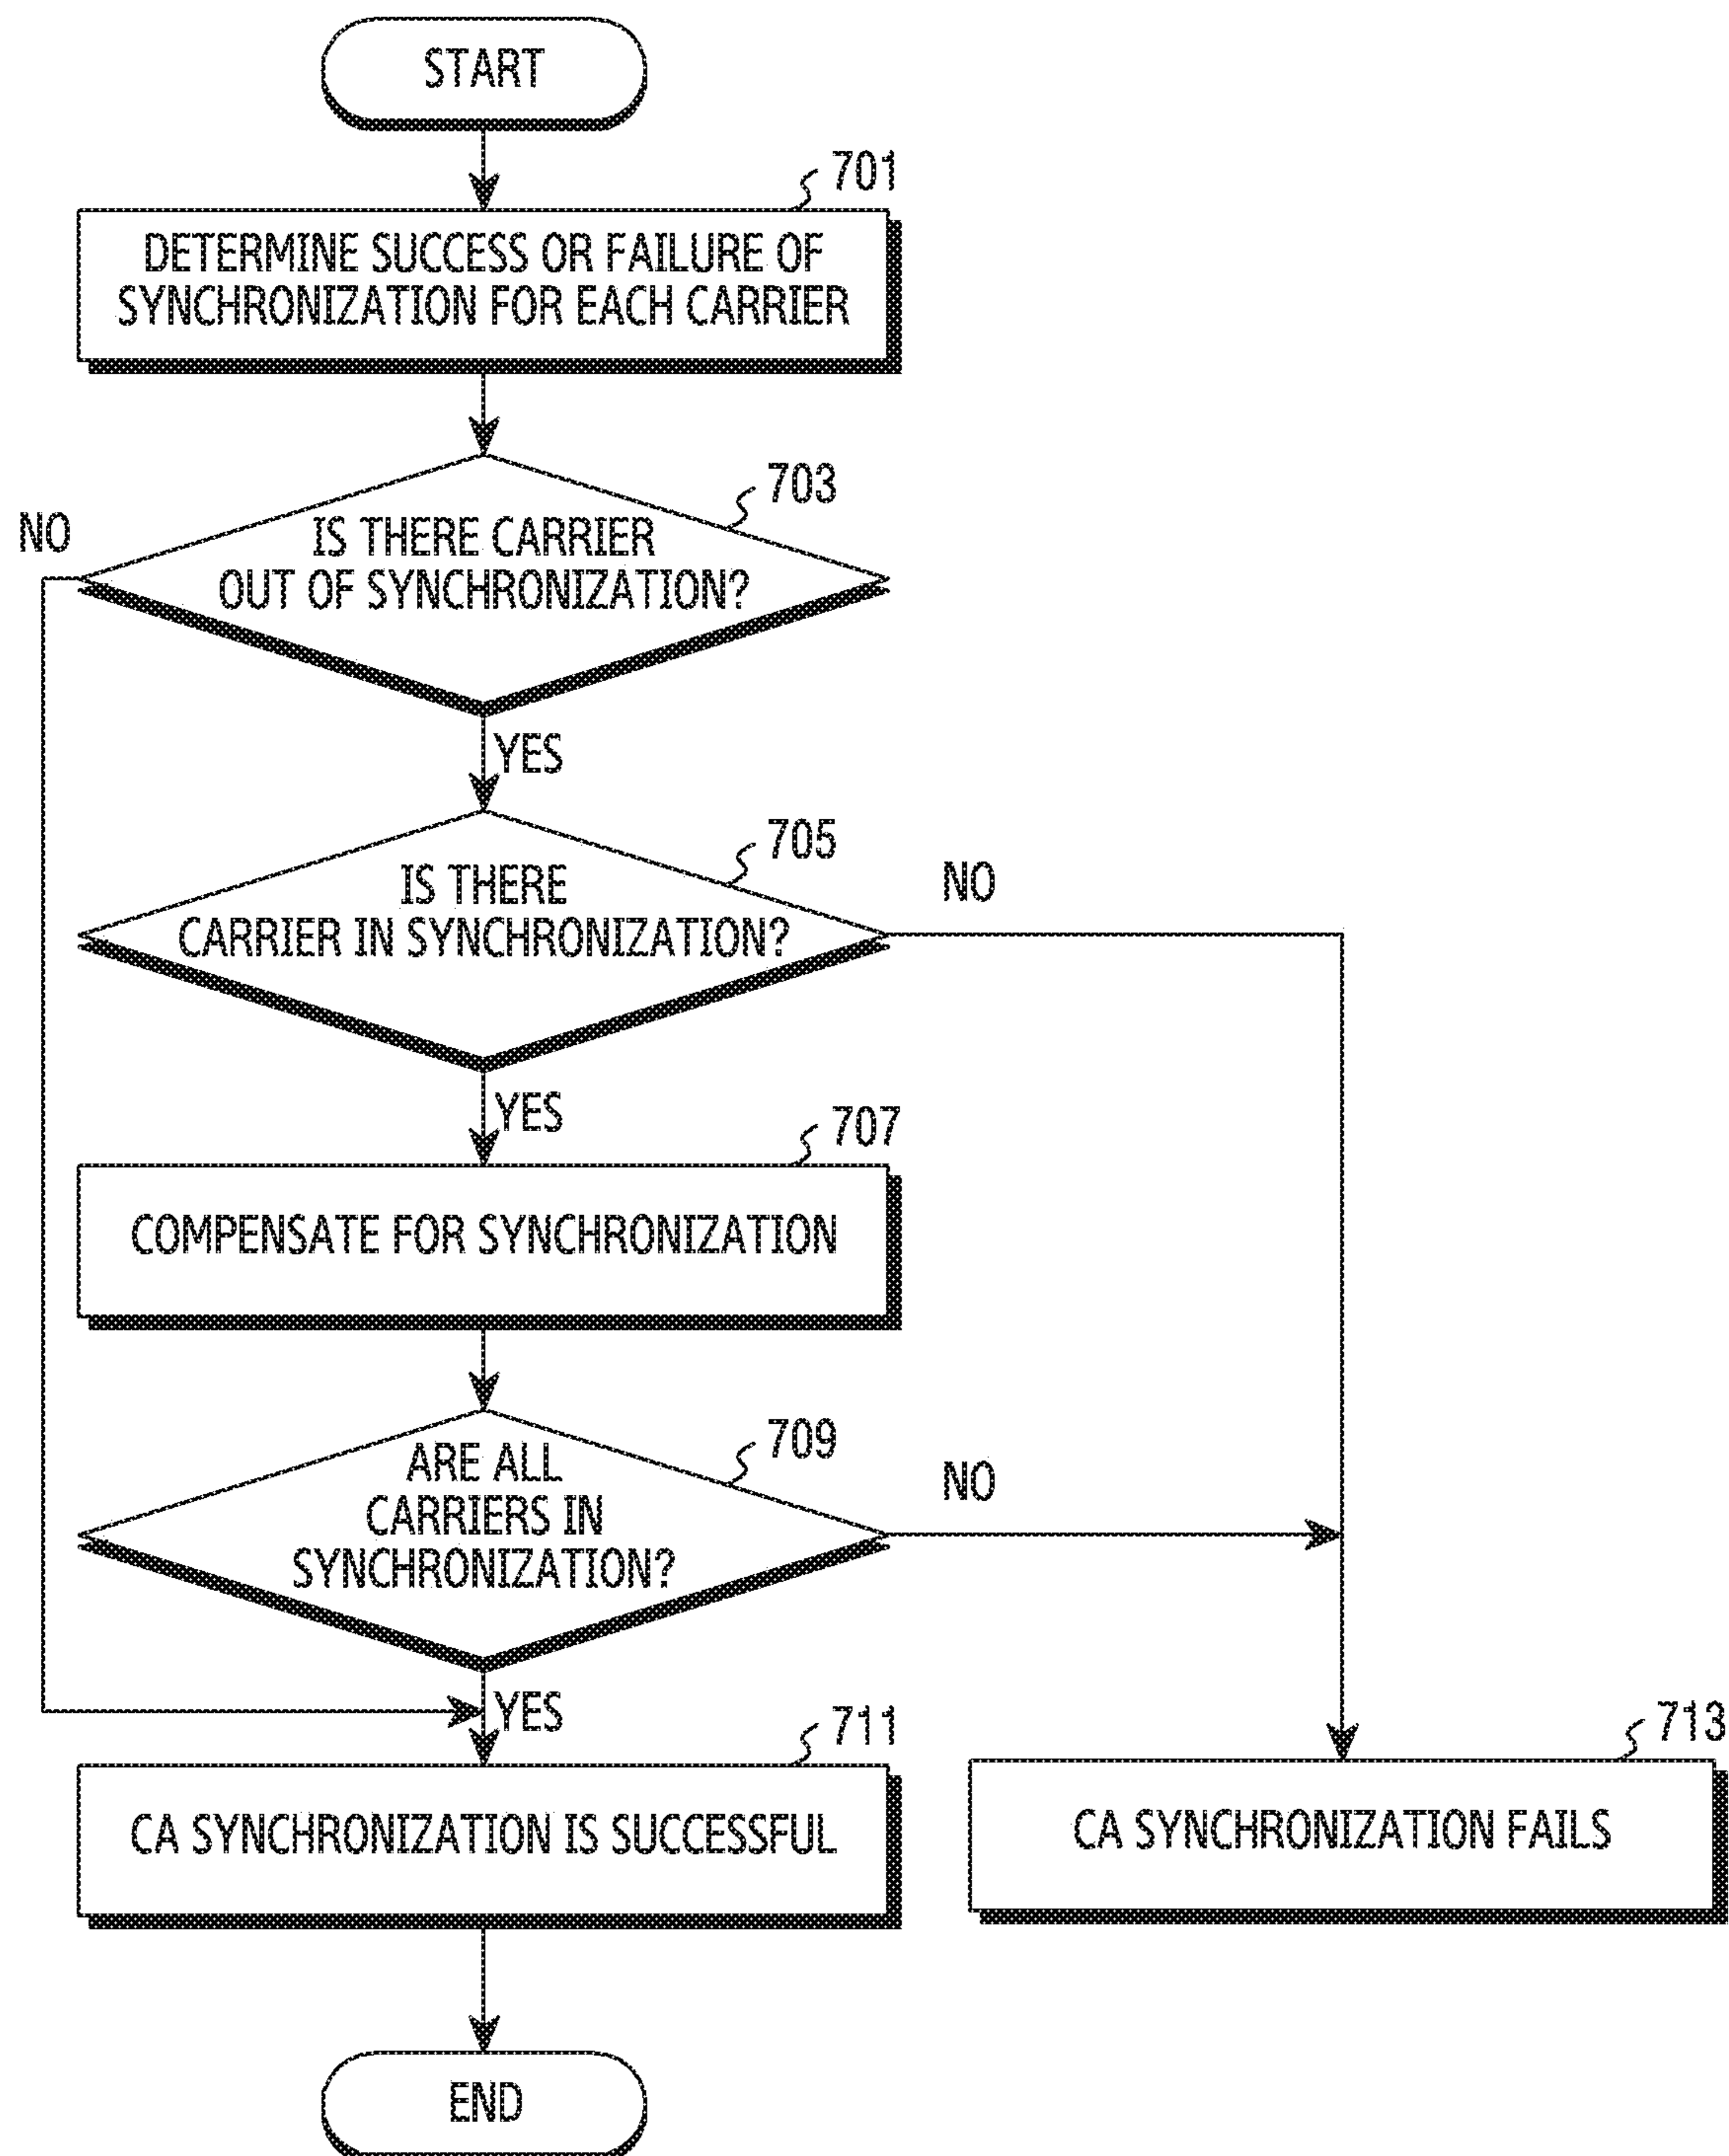 START
701
DETERMINE SUCCESS OR FAILURE OF
SYNCHRONIZATION FOR EACH CARRIER
703
NO
IS THERE CARRIER
OUT OF SYNCHRONIZATION?
YES
705
IS THERE
CARRIER IN SYNCHRONIZATION?
NO
YES
707
COMPENSATE FOR SYNCHRONIZATION
709
ARE ALL
CARRIERS IN
SYNCHRONIZATION?
NO
YES
711
CA SYNCHRONIZATION IS SUCCESSFUL
713
CA SYNCHRONIZATION FAILS
END